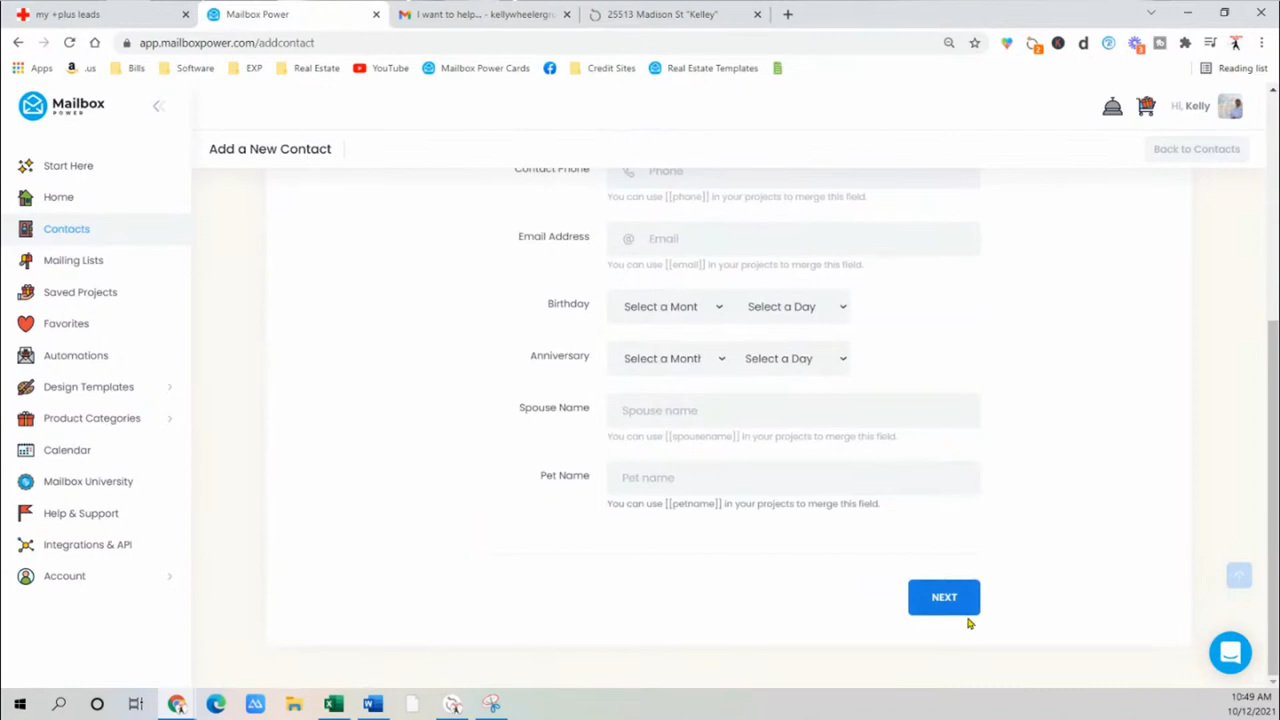 my +plus leads
Mailbox Power
I want to help... - kellywheelergr
25513 Madison St "Kelley"
app.mailboxpower.com/addcontact
Apps
.us
Bills
Software
EXP
Real Estate
YouTube
Mailbox Power Cards
Credit Sites
Real Estate Templates
Reading list
Mailbox
POWER
Hi, Kelly
Add a New Contact
Back to Contacts
Start Here
Home
Contacts
Mailing Lists
Saved Projects
Favorites
Automations
Design Templates
Product Categories
Calendar
Mailbox University
Help & Support
Integrations & API
Account
Contact Phone
Phone
You can use [[phone]] in your projects to merge this field.
Email Address
@ Email
You can use [[email]] in your projects to merge this field.
Birthday
Select a Mont
Select a Day
Anniversary
Select a Month
Select a Day
Spouse Name
Spouse name
You can use [[spousename]] in your projects to merge this field.
Pet Name
Pet name
You can use [[petname]] in your projects to merge this field.
NEXT
10:49 AM
10/12/2021